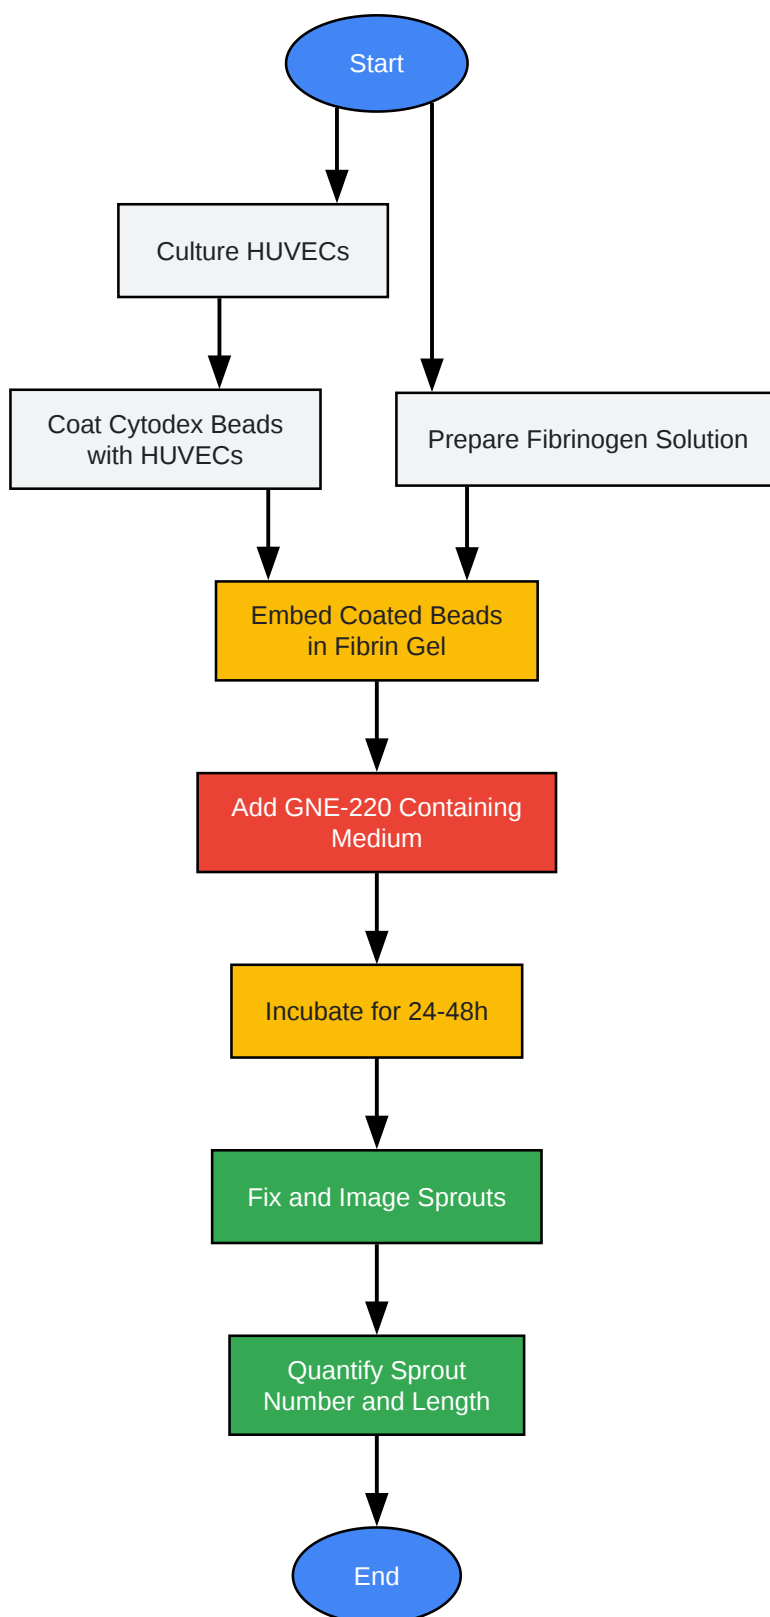 Start
Culture HUVECs
Coat Cytodex Beads
with HUVECs
Prepare Fibrinogen Solution
Embed Coated Beads
in Fibrin Gel
Add GNE-220 Containing
Medium
Incubate for 24-48h
Fix and Image Sprouts
Quantify Sprout
Number and Length
End